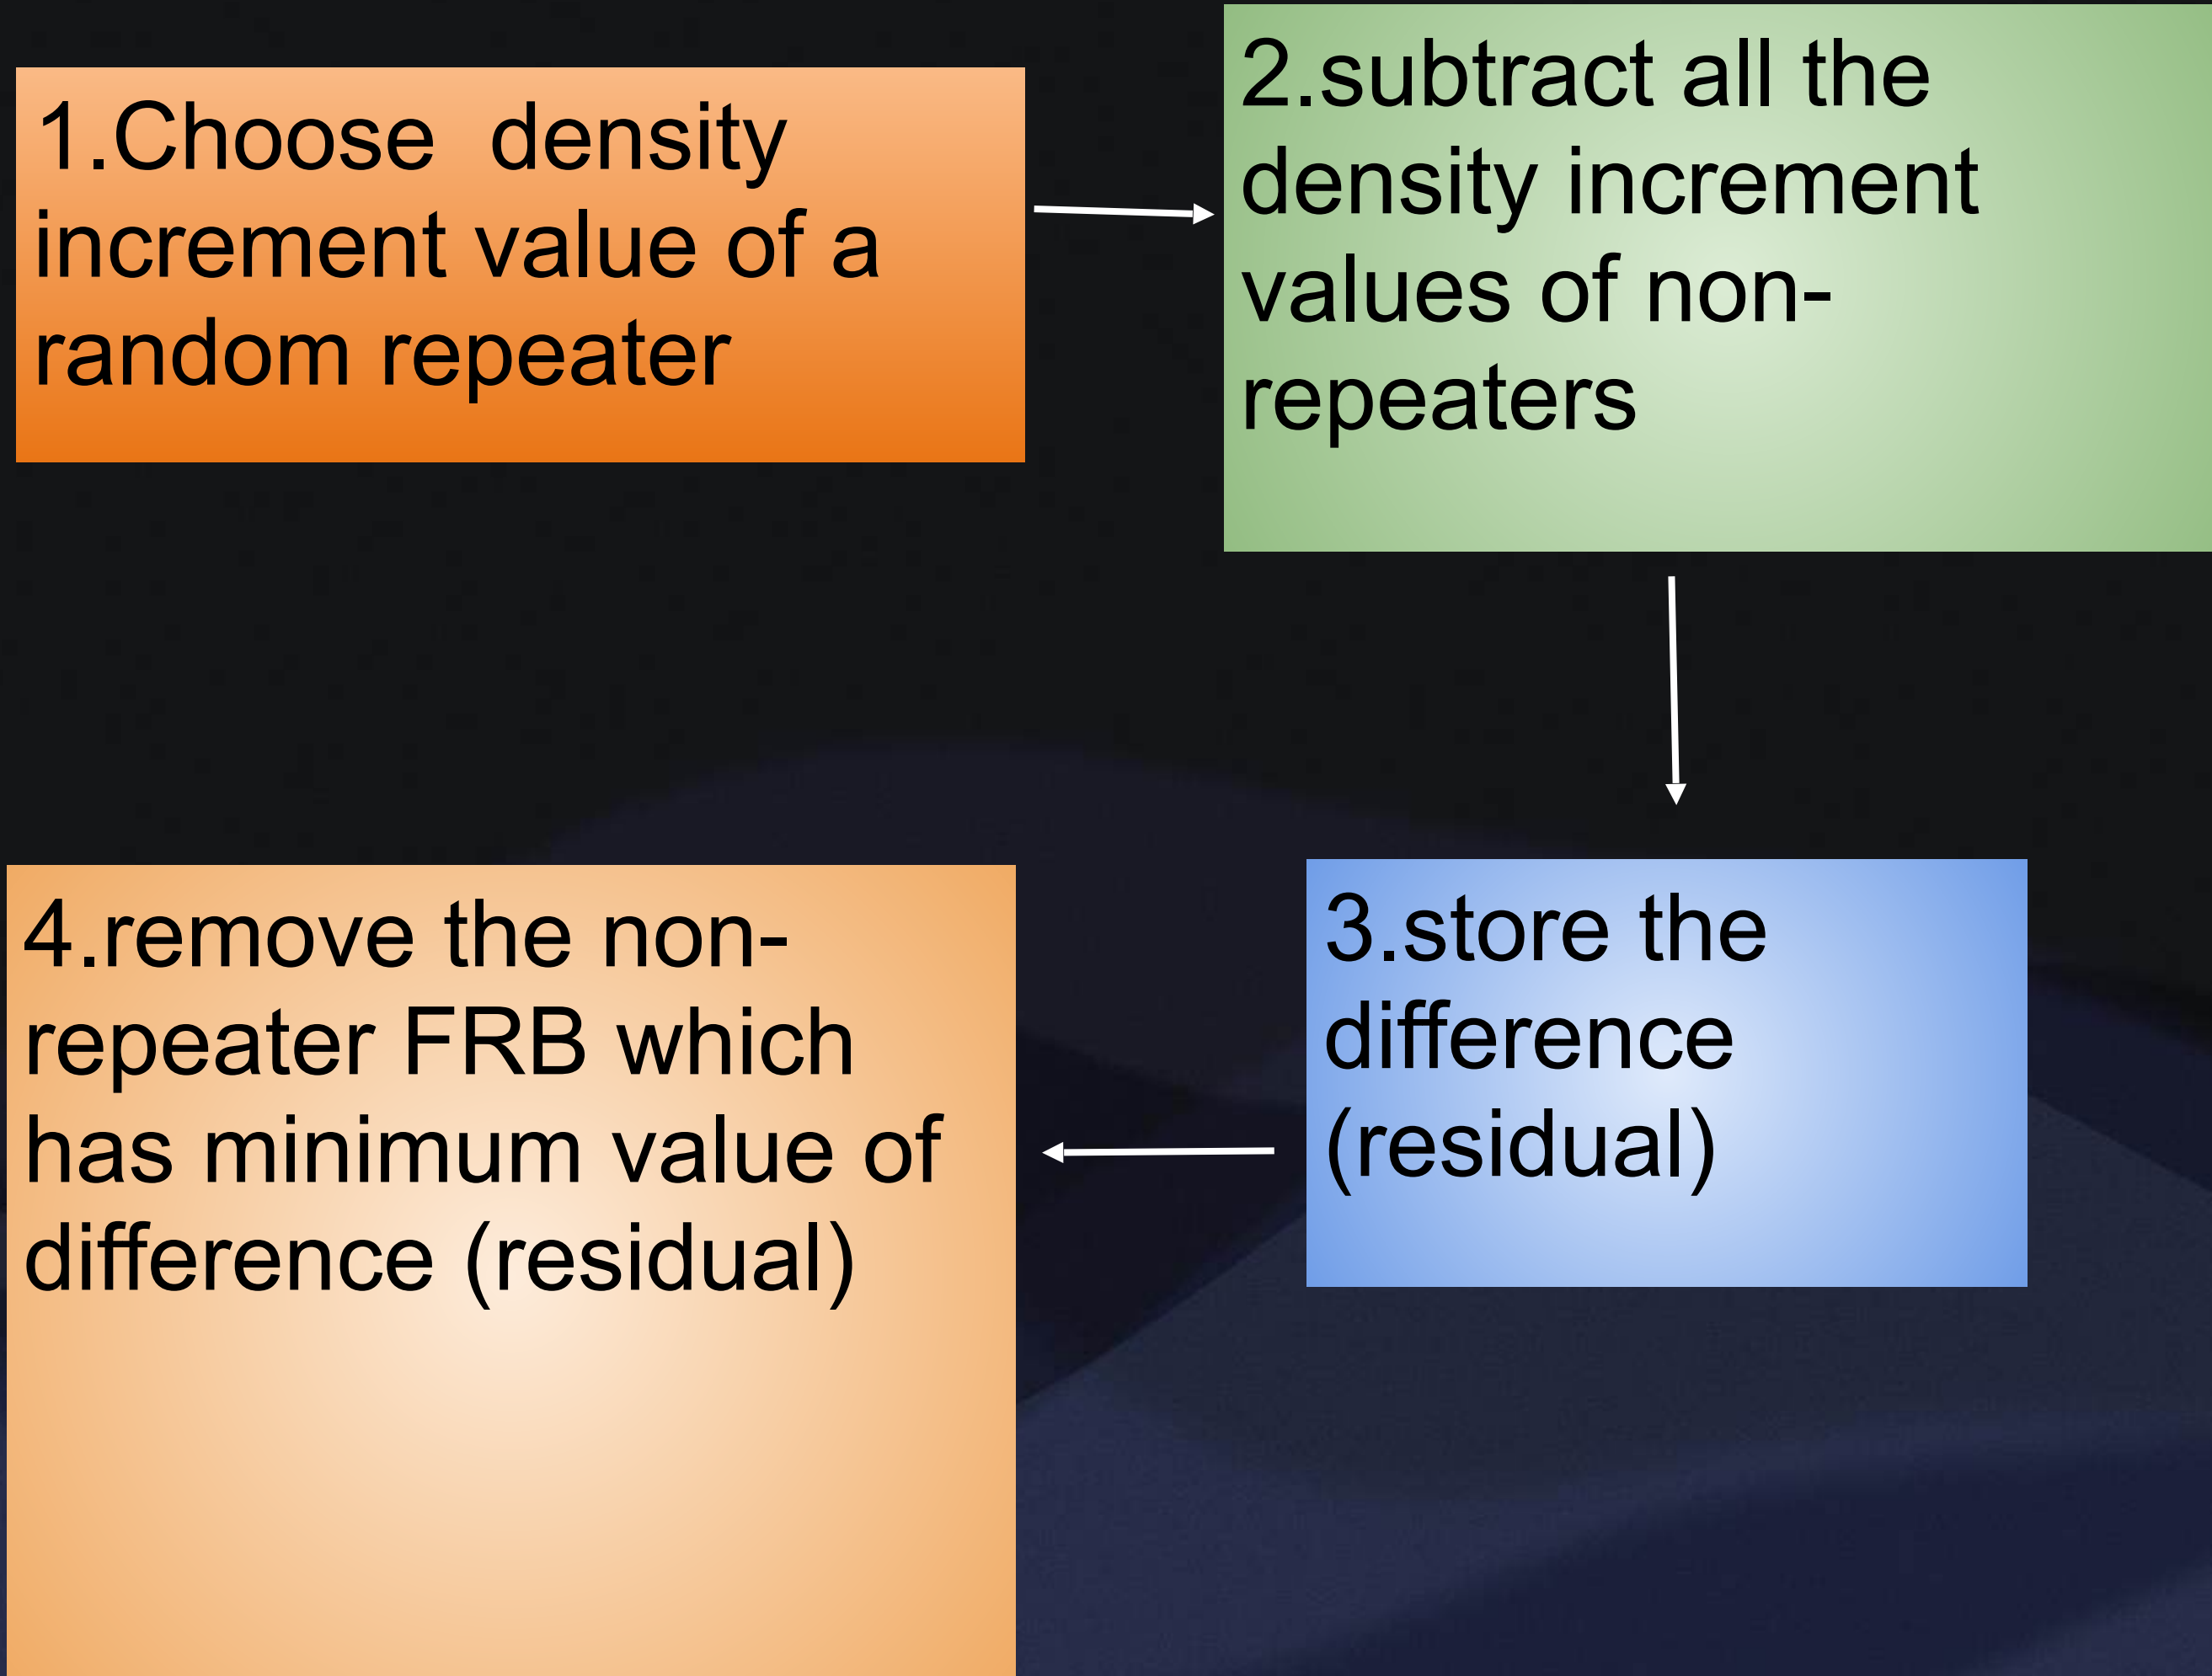 1.Choose  density
increment value of a
random repeater
2.subtract all the
density increment
values of non-
repeaters
3.store the
difference
(residual)
4.remove the non-
repeater FRB which
has minimum value of
difference (residual)